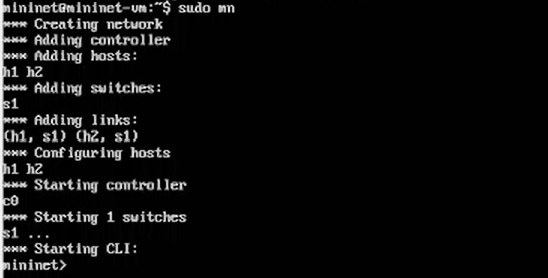 mininet@mininet-vm:~$ sudo mn
*** Creating network
*** Adding controller
*** Adding hosts:
h1 h2
*** Adding switches:
s1
*** Adding links:
(h1, s1) (h2, s1)
*** Configuring hosts
h1 h2
*** Starting controller
c0
*** Starting 1 switches
s1 ...
*** Starting CLI:
mininet>